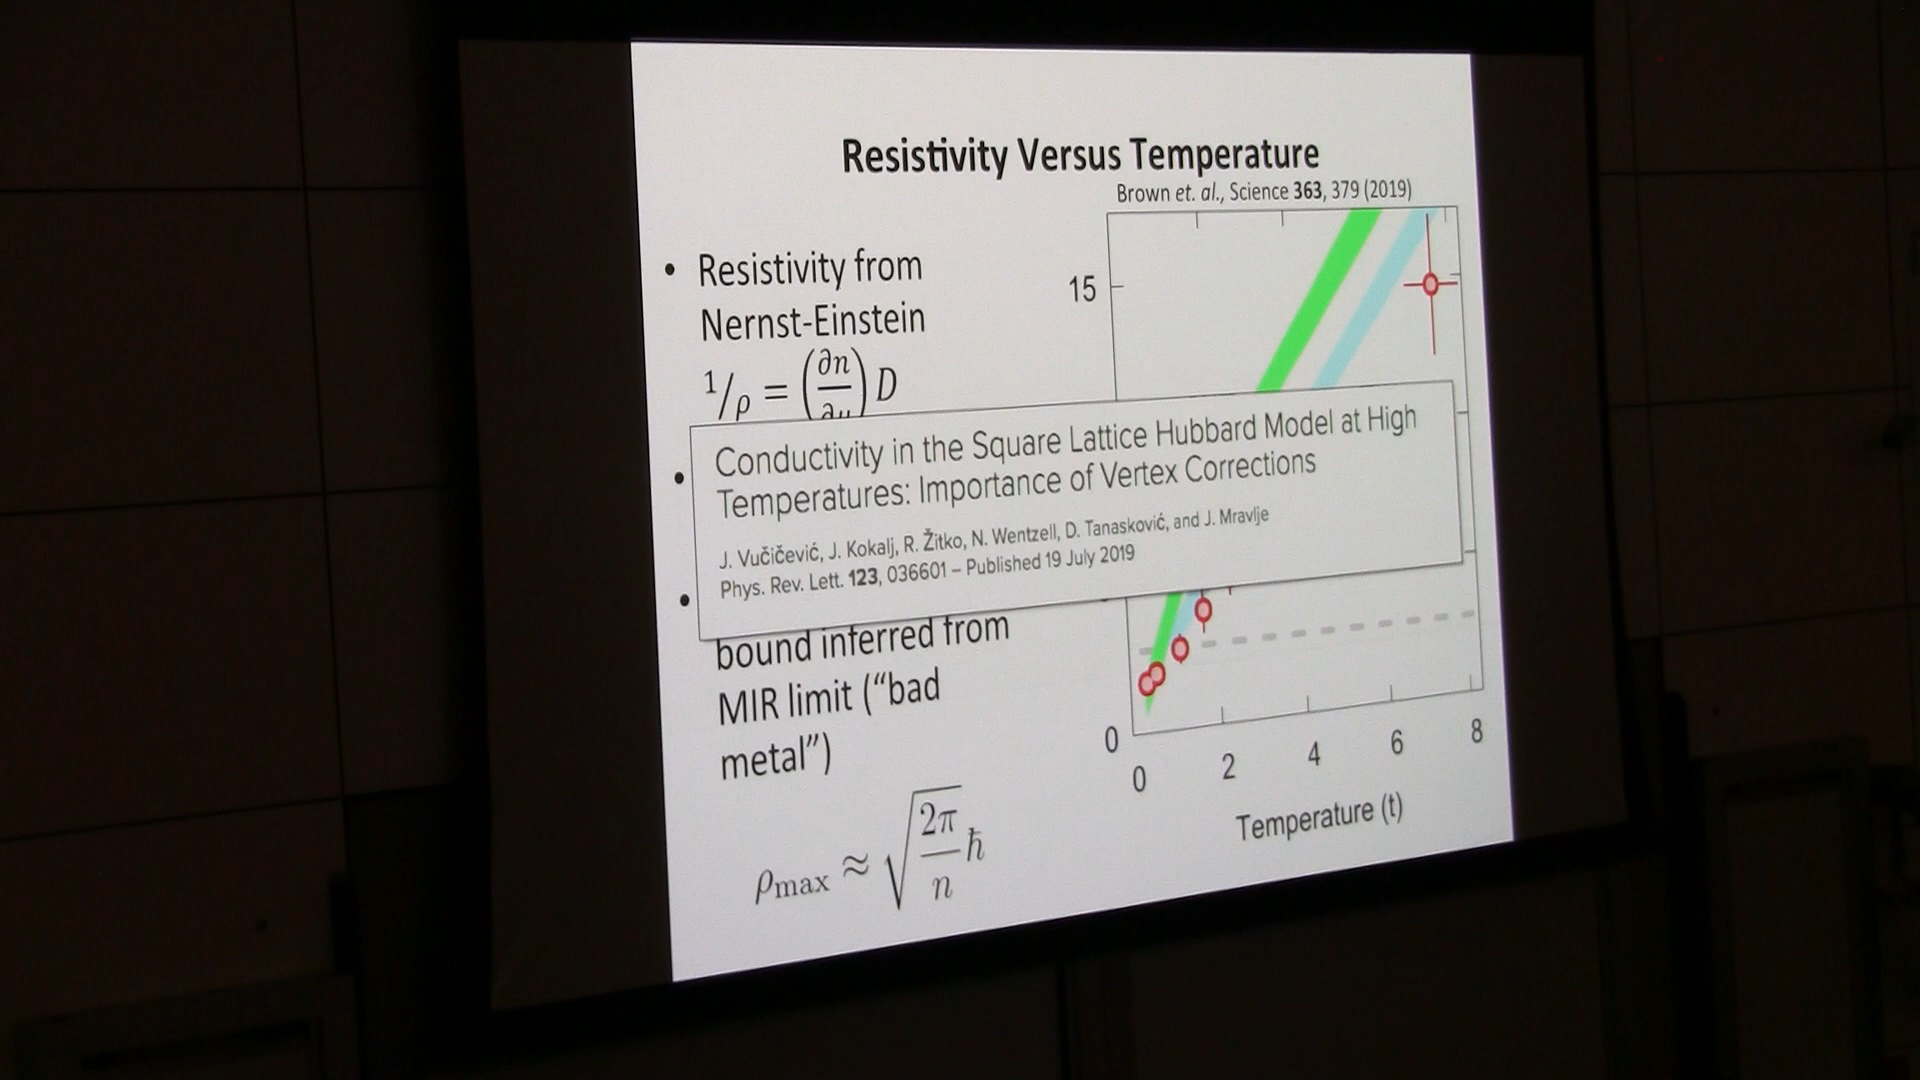 Resistivity Versus Temperature
Brown et. al., Science 363, 379 (2019)
• Resistivity from
Nernst-Einstein
1/ρ = (∂n/∂μ) D
15
Conductivity in the Square Lattice Hubbard Model at High
Temperatures: Importance of Vertex Corrections
J. Vučičević, J. Kokalj, R. Žitko, N. Wentzell, D. Tanasković, and J. Mravlje
Phys. Rev. Lett. 123, 036601 – Published 19 July 2019
•
•
bound inferred from
MIR limit (“bad
metal”)
ρmax ≈ √(2π/n) ħ
0
0 2 4 6 8
Temperature (t)